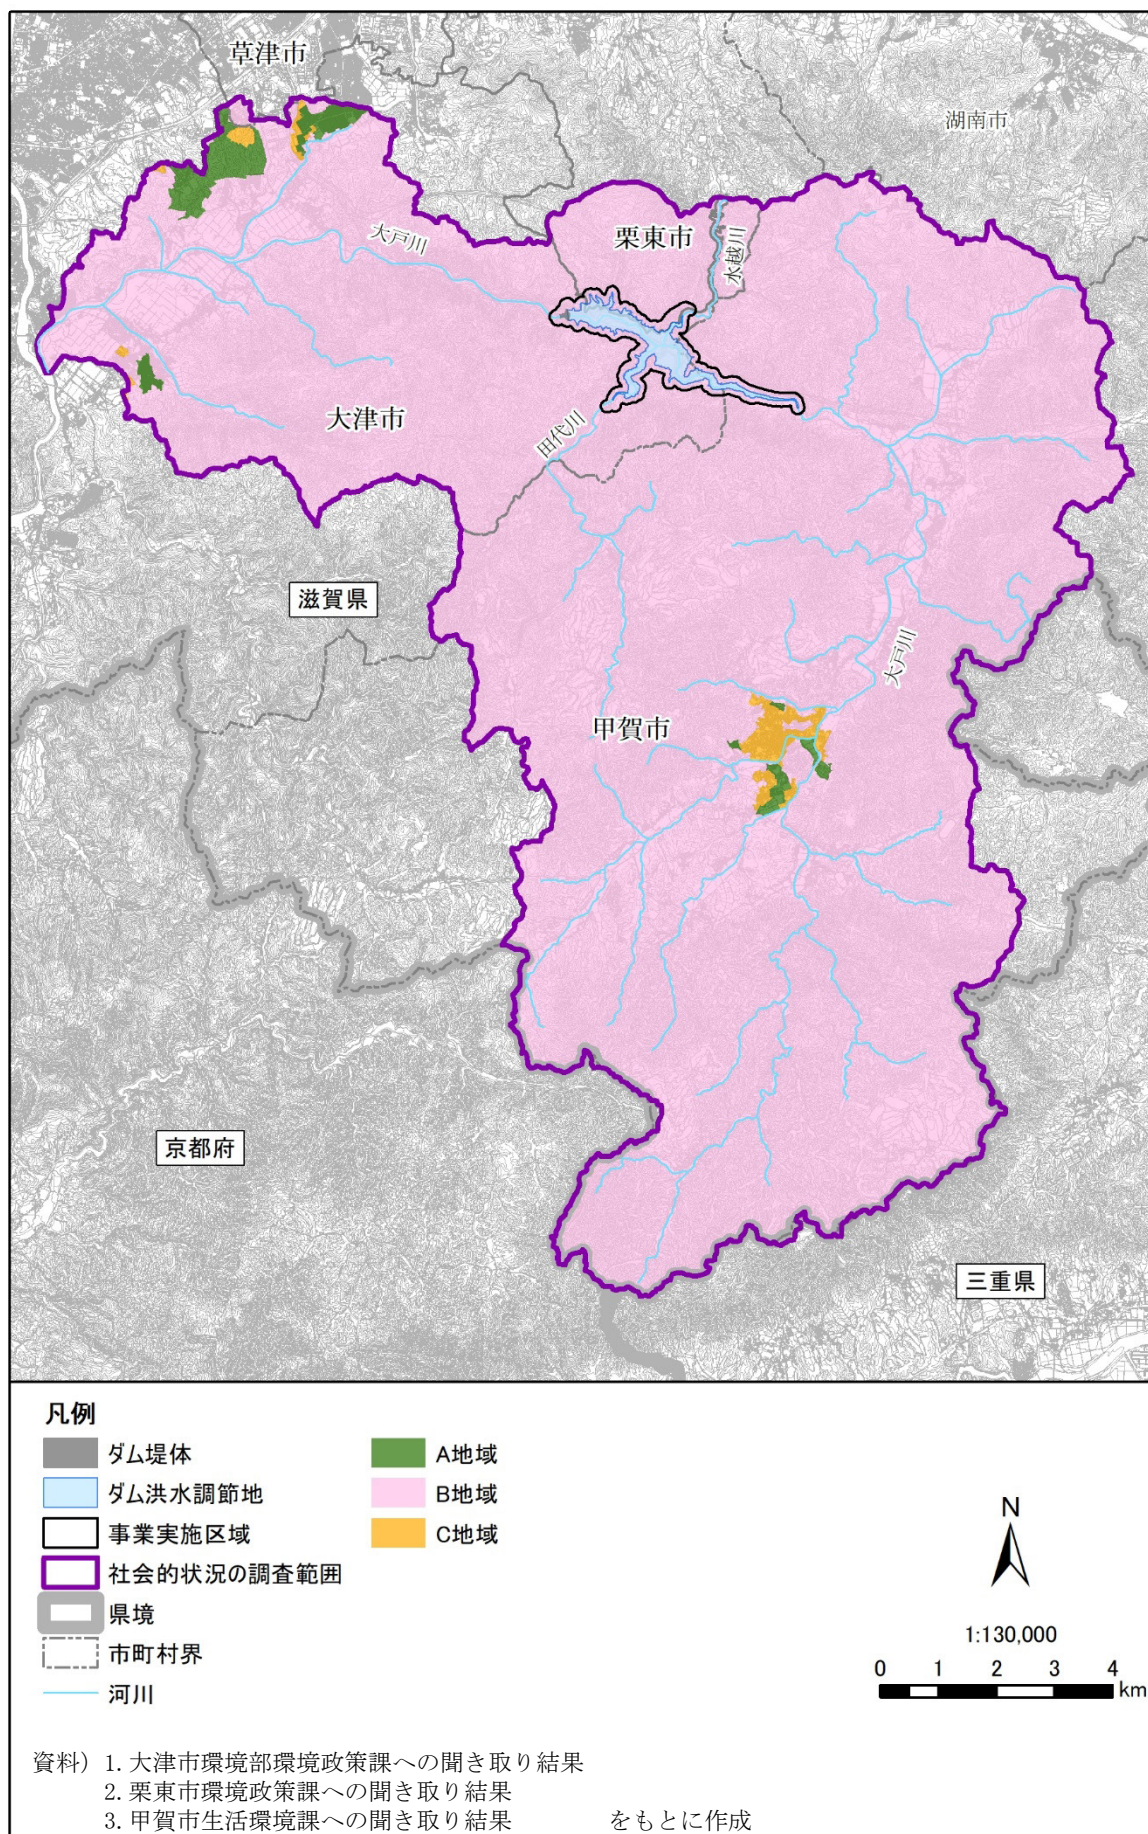 草津市
湖南市
栗東市
水越川
大戸川
大津市
田代川
滋賀県
大戸川
甲賀市
京都府
三重県
凡例
ダム堤体
ダム洪水調節地
事業実施区域
社会的状況の調査範囲
県境
市町村界
河川
A地域
B地域
C地域
N
1:130,000
0 1 2 3 4
km
資料）1. 大津市環境部環境政策課への聞き取り結果
2. 栗東市環境政策課への聞き取り結果
3. 甲賀市生活環境課への聞き取り結果 をもとに作成